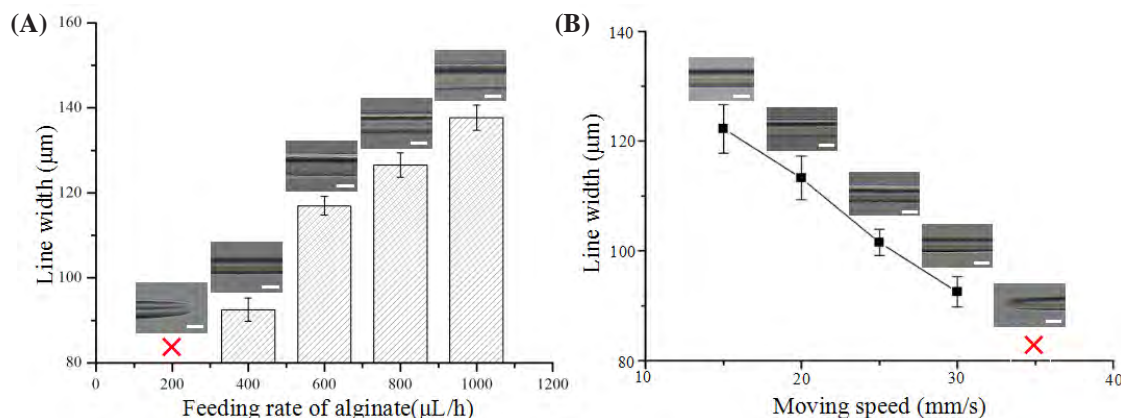 (A)
160
140
120
100
80
Line width (μm)
0 200 400 600 800 1000 1200
Feeding rate of alginate(μL/h)
(B)
140
120
100
80
Line width (μm)
10 20 30 40
Moving speed (mm/s)